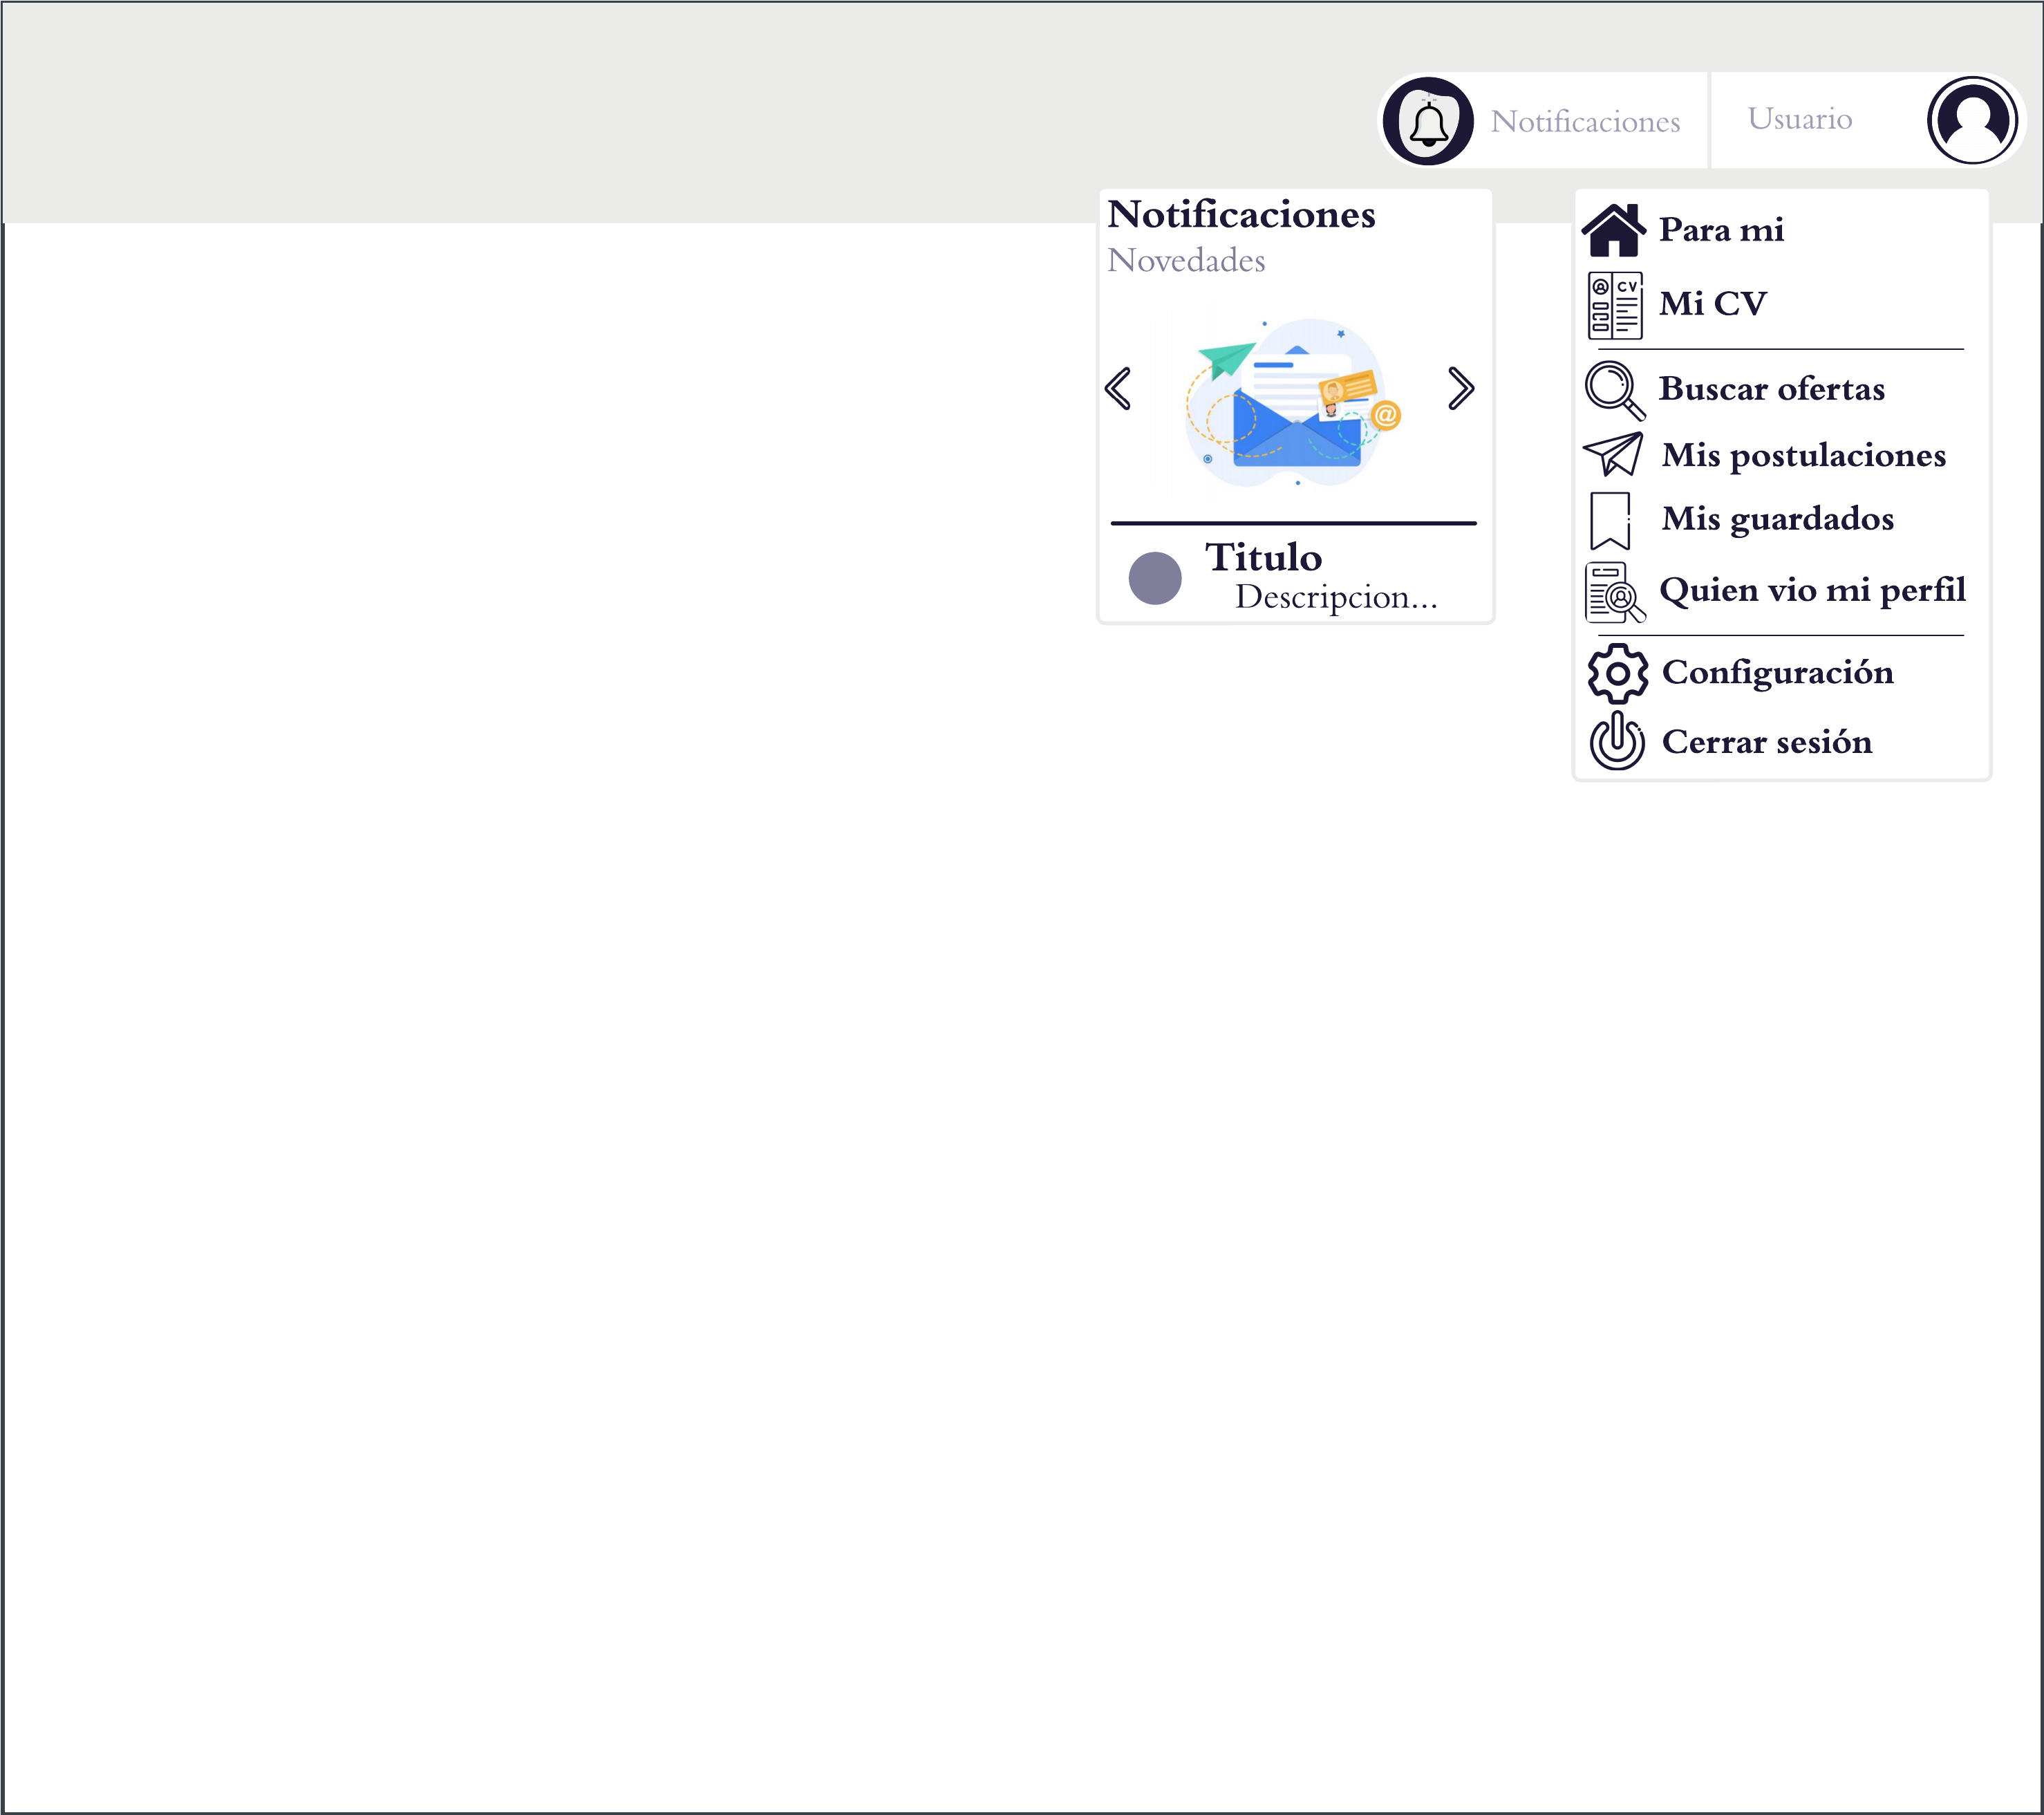 Notificaciones
Usuario
Notificaciones
Novedades
@
Titulo
Descripcion...
Para mi
CV
Mi CV
Buscar ofertas
Mis postulaciones
Mis guardados
Quien vio mi perfil
Configuración
Cerrar sesión